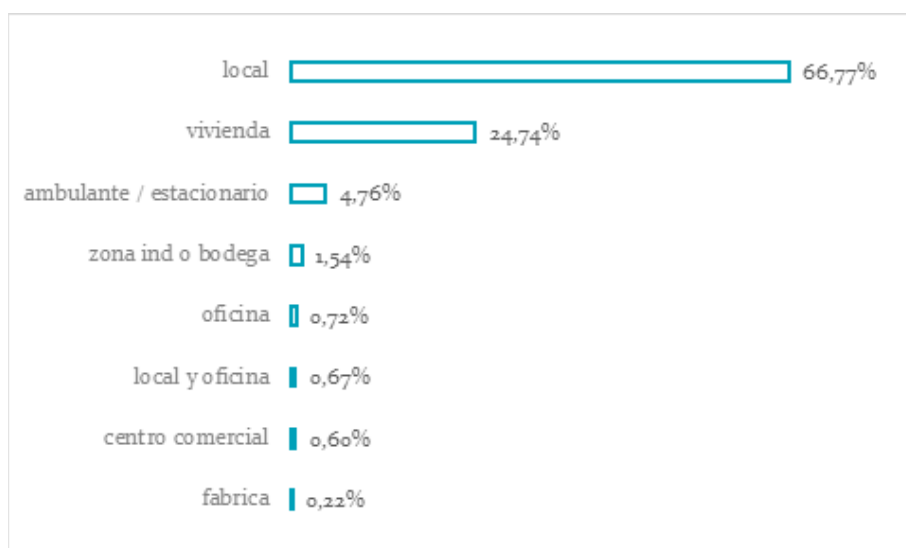 local 66,77%
vivienda 24,74%
ambulante / estacionario 4,76%
zona ind o bodega 1,54%
oficina 0,72%
local y oficina 0,67%
centro comercial 0,60%
fabrica 0,22%